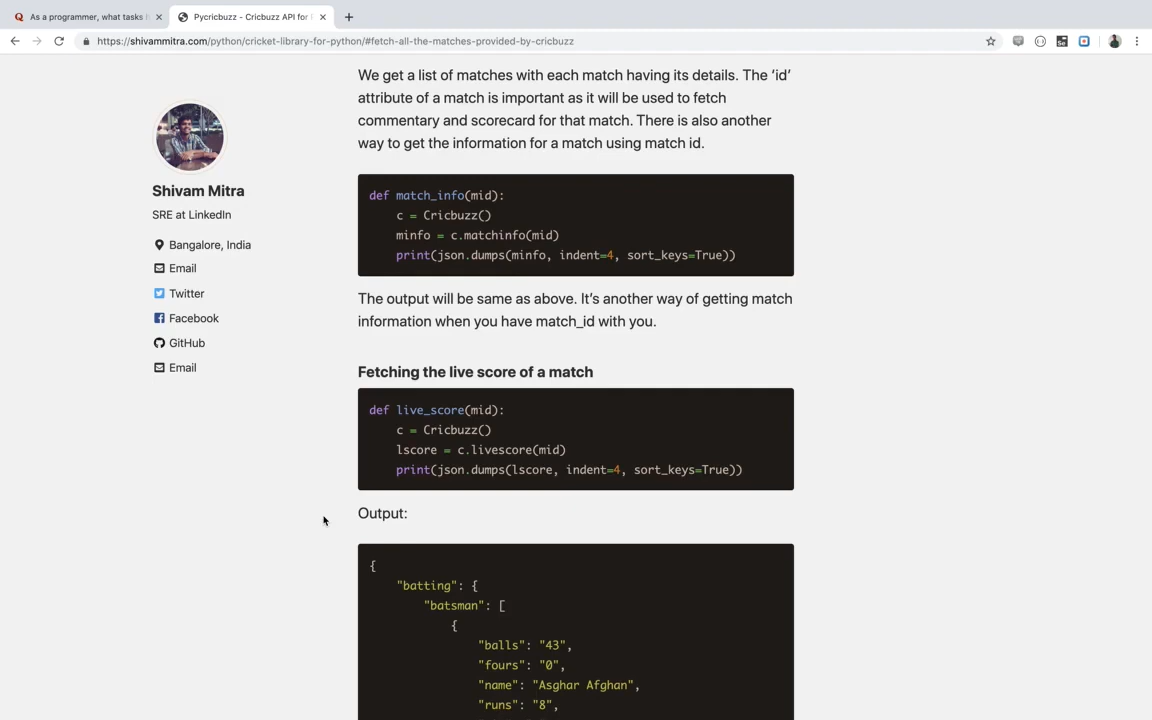 As a programmer, what tasks h
Pycricbuzz - Cricbuzz API for
https://shivammitra.com/python/cricket-library-for-python/#fetch-all-the-matches-provided-by-cricbuzz
Shivam Mitra
SRE at LinkedIn
Bangalore, India
Email
Twitter
Facebook
GitHub
Email
We get a list of matches with each match having its details. The ‘id’
attribute of a match is important as it will be used to fetch
commentary and scorecard for that match. There is also another
way to get the information for a match using match id.
def match_info(mid):
    c = Cricbuzz()
    minfo = c.matchinfo(mid)
    print(json.dumps(minfo, indent=4, sort_keys=True))
The output will be same as above. It’s another way of getting match
information when you have match_id with you.
Fetching the live score of a match
def live_score(mid):
    c = Cricbuzz()
    lscore = c.livescore(mid)
    print(json.dumps(lscore, indent=4, sort_keys=True))
Output:
{
    "batting": {
        "batsman": [
            {
                "balls": "43",
                "fours": "0",
                "name": "Asghar Afghan",
                "runs": "8",